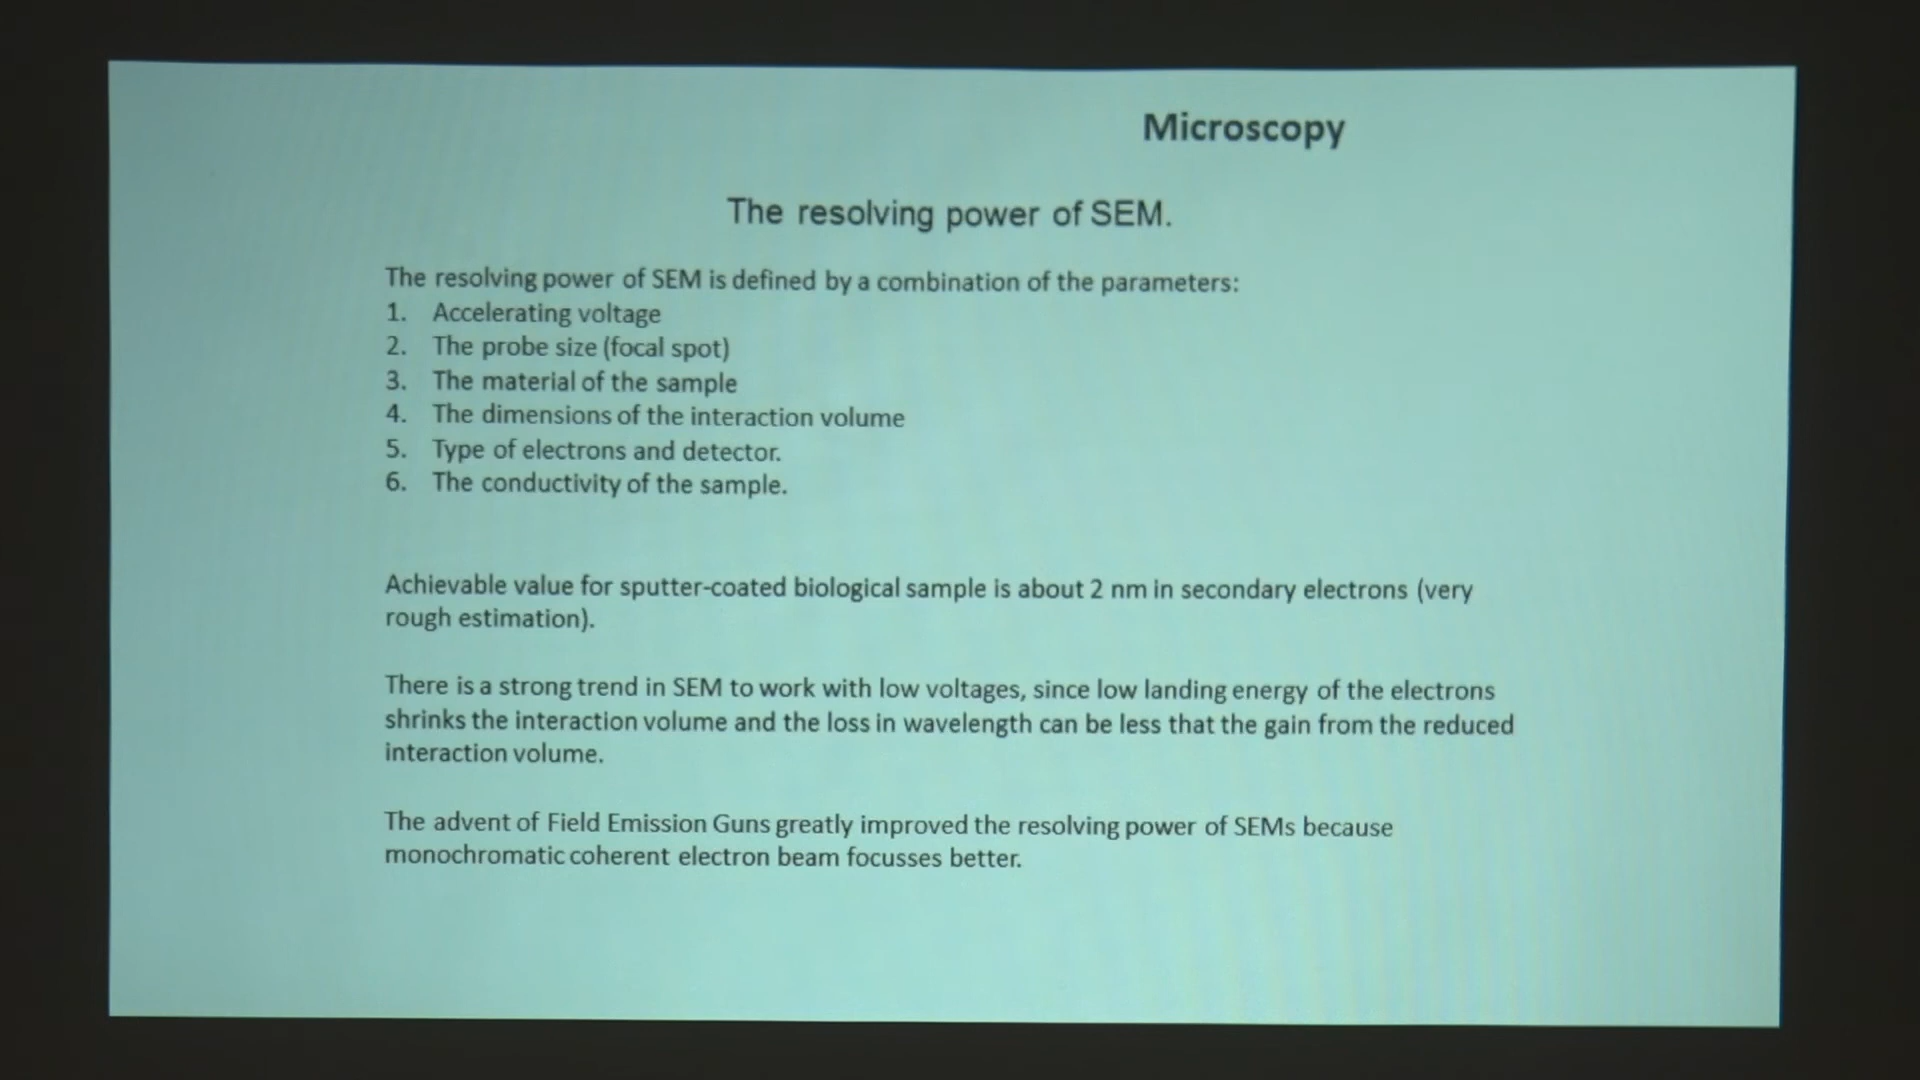 Microscopy
The resolving power of SEM.
The resolving power of SEM is defined by a combination of the parameters:
1. Accelerating voltage
2. The probe size (focal spot)
3. The material of the sample
4. The dimensions of the interaction volume
5. Type of electrons and detector.
6. The conductivity of the sample.
Achievable value for sputter-coated biological sample is about 2 nm in secondary electrons (very
rough estimation).
There is a strong trend in SEM to work with low voltages, since low landing energy of the electrons
shrinks the interaction volume and the loss in wavelength can be less that the gain from the reduced
interaction volume.
The advent of Field Emission Guns greatly improved the resolving power of SEMs because
monochromatic coherent electron beam focusses better.